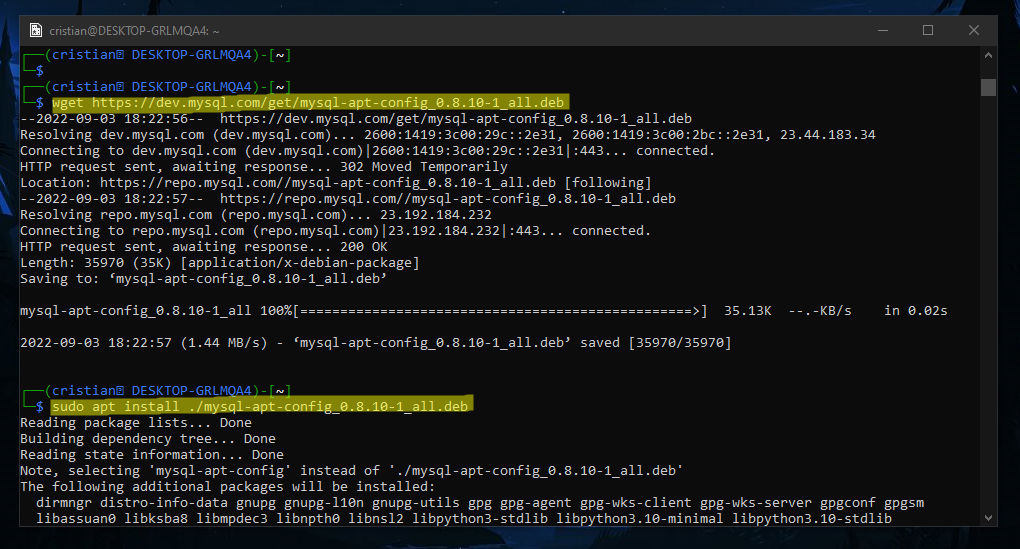 cristian@DESKTOP-GRLMQA4: ~
┌──(cristian DESKTOP-GRLMQA4)-[~]
└─$
┌──(cristian DESKTOP-GRLMQA4)-[~]
└─$ wget https://dev.mysql.com/get/mysql-apt-config_0.8.10-1_all.deb
--2022-09-03 18:22:56-- https://dev.mysql.com/get/mysql-apt-config_0.8.10-1_all.deb
Resolving dev.mysql.com (dev.mysql.com)... 2600:1419:3c00:29c::2e31, 2600:1419:3c00:2bc::2e31, 23.44.183.34
Connecting to dev.mysql.com (dev.mysql.com)|2600:1419:3c00:29c::2e31|:443... connected.
HTTP request sent, awaiting response... 302 Moved Temporarily
Location: https://repo.mysql.com//mysql-apt-config_0.8.10-1_all.deb [following]
--2022-09-03 18:22:57-- https://repo.mysql.com//mysql-apt-config_0.8.10-1_all.deb
Resolving repo.mysql.com (repo.mysql.com)... 23.192.184.232
Connecting to repo.mysql.com (repo.mysql.com)|23.192.184.232|:443... connected.
HTTP request sent, awaiting response... 200 OK
Length: 35970 (35K) [application/x-debian-package]
Saving to: ‘mysql-apt-config_0.8.10-1_all.deb’
mysql-apt-config_0.8.10-1_all 100%[=================================================>] 35.13K --.-KB/s in 0.02s
2022-09-03 18:22:57 (1.44 MB/s) - ‘mysql-apt-config_0.8.10-1_all.deb’ saved [35970/35970]
┌──(cristian DESKTOP-GRLMQA4)-[~]
└─$ sudo apt install ./mysql-apt-config_0.8.10-1_all.deb
Reading package lists... Done
Building dependency tree... Done
Reading state information... Done
Note, selecting 'mysql-apt-config' instead of './mysql-apt-config_0.8.10-1_all.deb'
The following additional packages will be installed:
dirmngr distro-info-data gnupg gnupg-l10n gnupg-utils gpg gpg-agent gpg-wks-client gpg-wks-server gpgconf gpgsm
libassuan0 libksba8 libmpdec3 libnpth0 libnsl2 libpython3-stdlib libpython3.10-minimal libpython3.10-stdlib